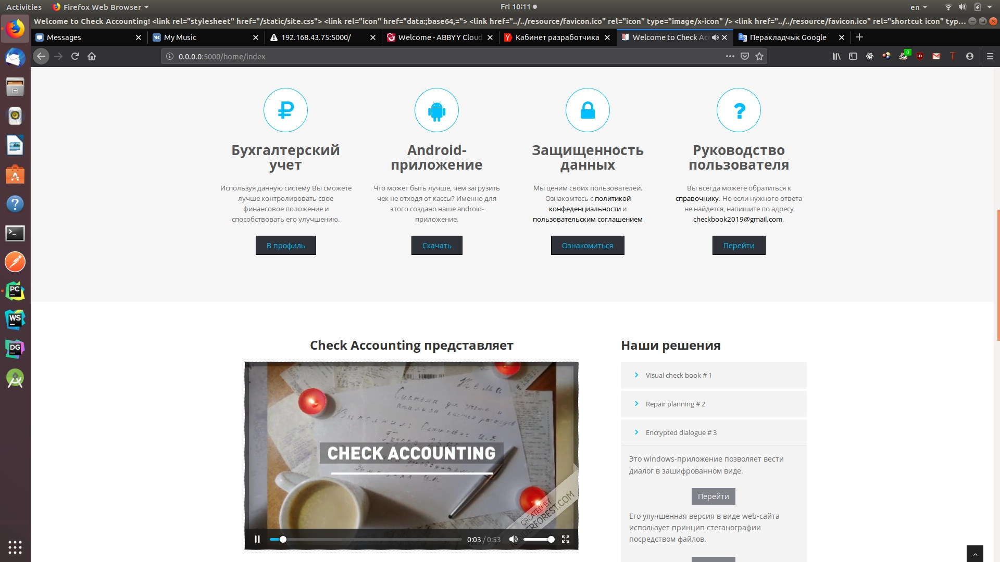 Activities
Firefox Web Browser
Fri 10:11
en
Welcome to Check Accounting! <link rel="stylesheet" href="/static/site.css"> <link rel="icon" href="data:;base64,="> <link href="../../resource/favicon.ico" rel="icon" type="image/x-icon" /> <link href="../../resource/favicon.ico" rel="shortcut icon" typ...
Messages
My Music
192.168.43.75:5000/
Welcome - ABBYY Cloud
Кабинет разработчика
Welcome to Check Ac
Перакладчык Google
0.0.0.0:5000/home/index
0
Бухгалтерский
учет
Используя данную систему Вы сможете
лучше контролировать свое
финансовое положение и
способствовать его улучшению.
В профиль
Android-
приложение
Что может быть лучше, чем загрузить
чек не отходя от кассы? Именно для
этого создано наше android-
приложение.
Скачать
Защищенность
данных
Мы ценим своих пользователей.
Ознакомтесь с политикой
конфеденциальности и
пользовательским соглашением
Ознакомиться
Руководство
пользователя
Вы всегда можете обратиться к
справочнику. Но если нужного ответа
не найдется, напишите по адресу
checkbook2019@gmail.com.
Перейти
Check Accounting представляет
CHECK ACCOUNTING
CREATED BY
RENDERFOREST.COM
0:03 / 0:53
Наши решения
Visual check book # 1
Repair planning # 2
Encrypted dialogue # 3
Это windows-приложение позволяет вести
диалог в зашифрованном виде.
Перейти
Его улучшенная версия в виде web-сайта
использует принцип стеганографии
посредством файлов.
PC
WS
DG